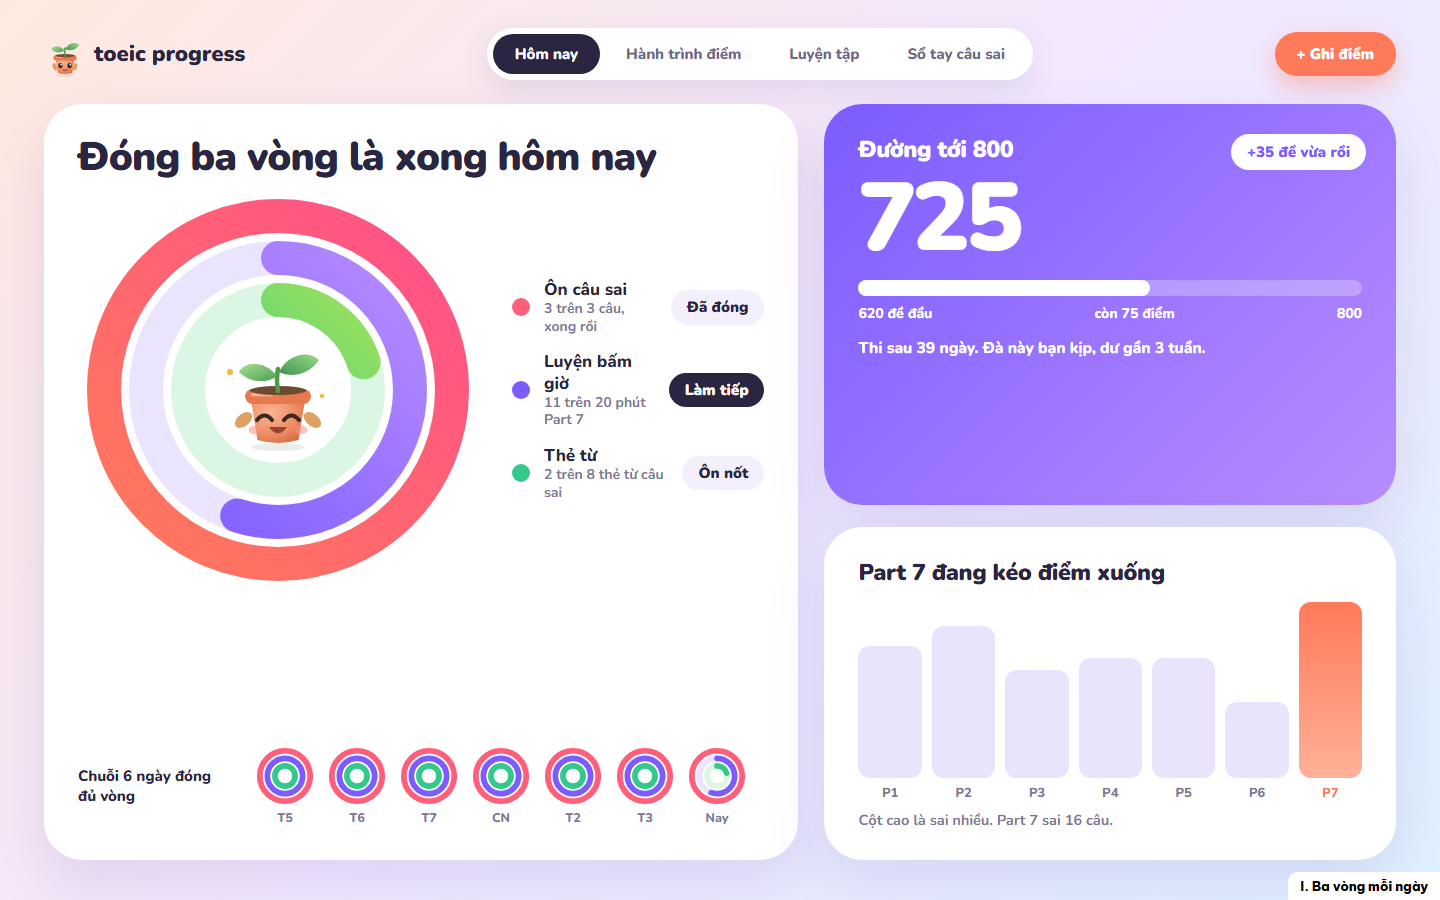 toeic progress
Hôm nay
Hành trình điểm
Luyện tập
Sổ tay câu sai
+ Ghi điểm
Đóng ba vòng là xong hôm nay
Ôn câu sai
3 trên 3 câu,
xong rồi
Đã đóng
Luyện bấm
giờ
11 trên 20 phút
Part 7
Làm tiếp
Thẻ từ
2 trên 8 thẻ từ câu
sai
Ôn nốt
Chuỗi 6 ngày đóng
đủ vòng
T5
T6
T7
CN
T2
T3
Nay
Đường tới 800
+35 đề vừa rồi
725
620 đề đầu
còn 75 điểm
800
Thi sau 39 ngày. Đà này bạn kịp, dư gần 3 tuần.
Part 7 đang kéo điểm xuống
P1
P2
P3
P4
P5
P6
P7
Cột cao là sai nhiều. Part 7 sai 16 câu.
I. Ba vòng mỗi ngày